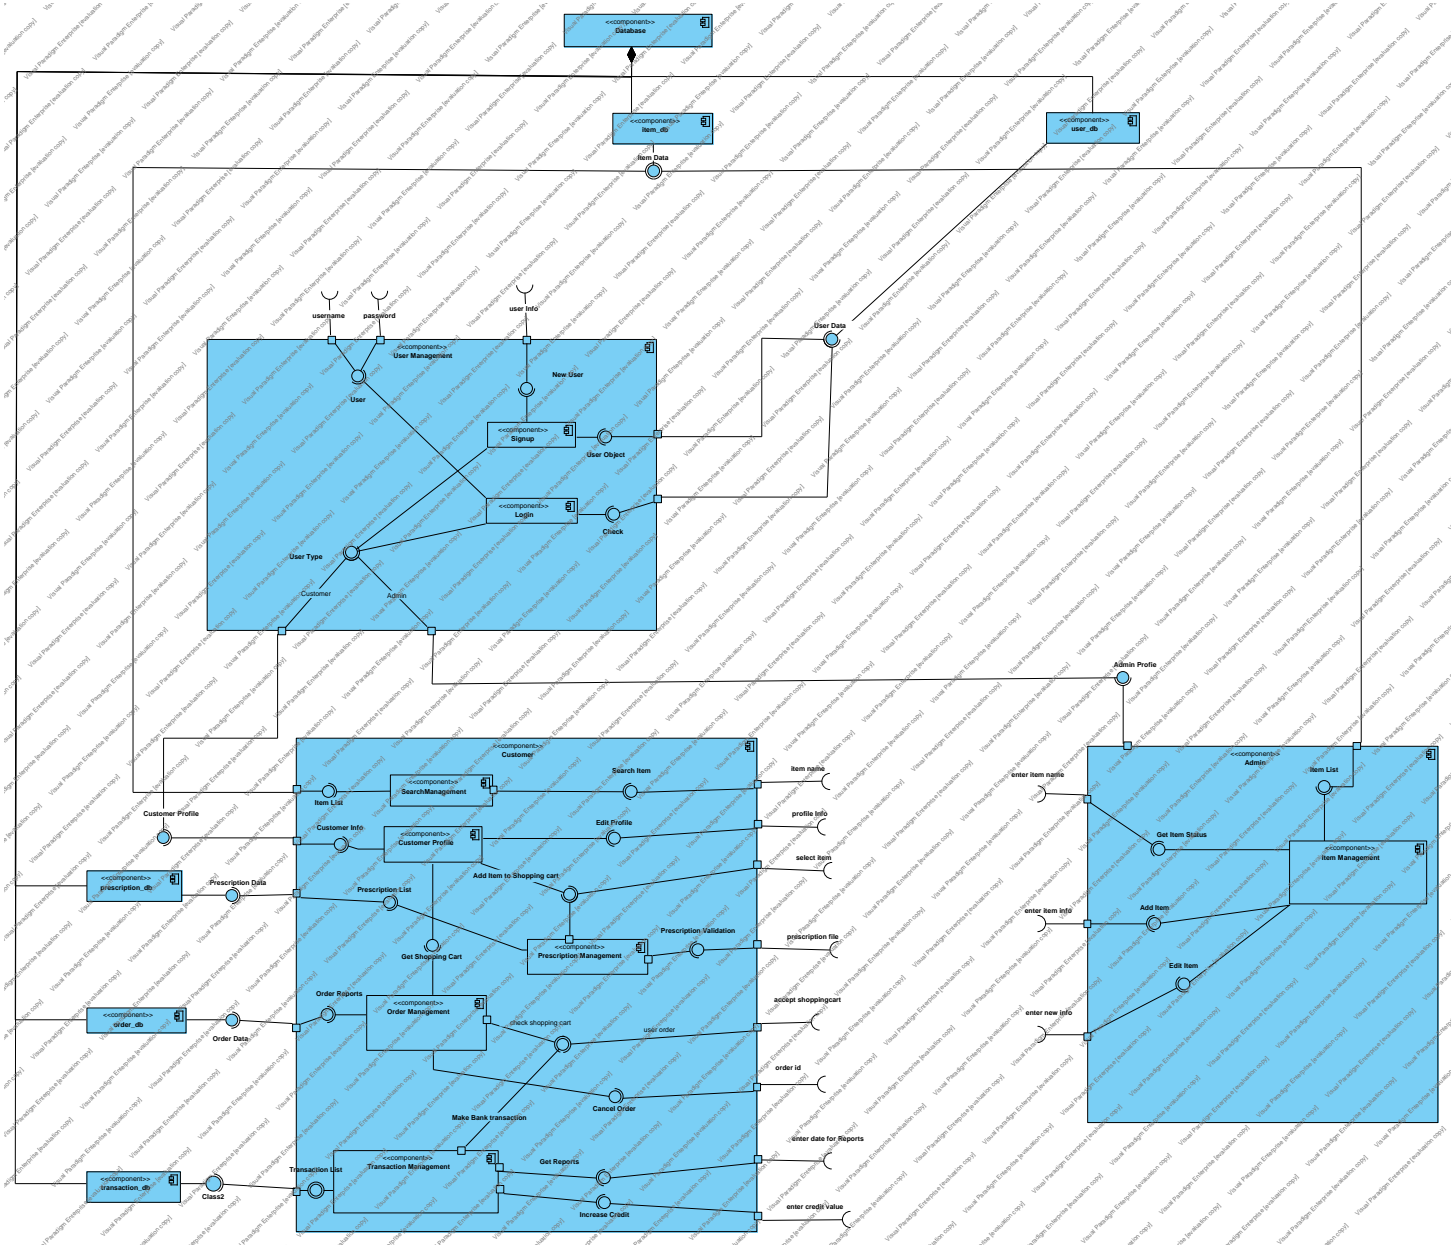 <<component>>
Database
<<component>>
item_db
<<component>>
user_db
Item Data
username
password
user Info
User Data
<<component>>
User Management
User
New User
<<component>>
Signup
User Object
<<component>>
Login
Check
User Type
Customer
Admin
Admin Profie
<<component>>
Customer
<<component>>
Admin
Item List
<<component>>
SearchManagement
Search Item
item name
Item List
enter item name
Customer Profile
Customer Info
<<component>>
Customer Profile
Edit Profile
profile Info
Get Item Status
<<component>>
Item Management
select item
Add Item to Shopping cart
<<component>>
prescription_db
Prescription Data
Prescription List
Add Item
enter item info
Prescription Validation
prescription file
<<component>>
Prescription Management
Get Shopping Cart
Edit Item
Order Reports
<<component>>
Order Management
accept shoppingcart
enter new info
<<component>>
order_db
Order Data
check shopping cart
user order
order id
Cancel Order
Make Bank transaction
enter date for Reports
Transaction List
<<component>>
Transaction Management
Get Reports
<<component>>
transaction_db
Class2
Increase Credit
enter credit value
Visual Paradigm Enterprise [evaluation copy]